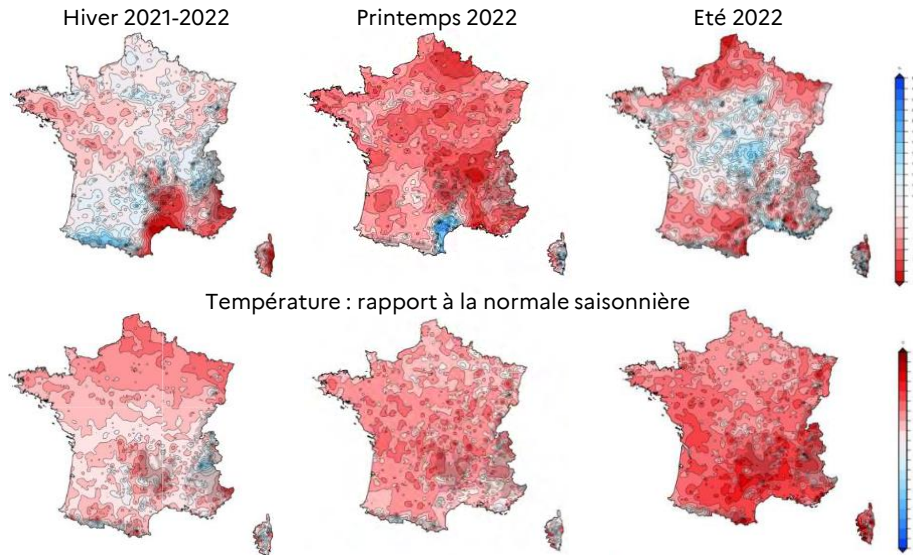 Hiver 2021-2022
Printemps 2022
Eté 2022
Température : rapport à la normale saisonnière